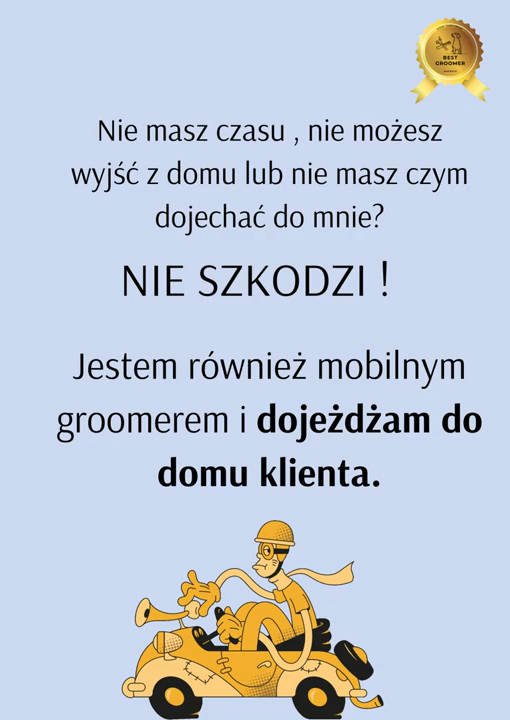 BEST
GROOMER
Nie masz czasu , nie możesz
wyjść z domu lub nie masz czym
dojechać do mnie?
NIE SZKODZI !
Jestem również mobilnym
groomerem i dojeżdżam do
domu klienta.